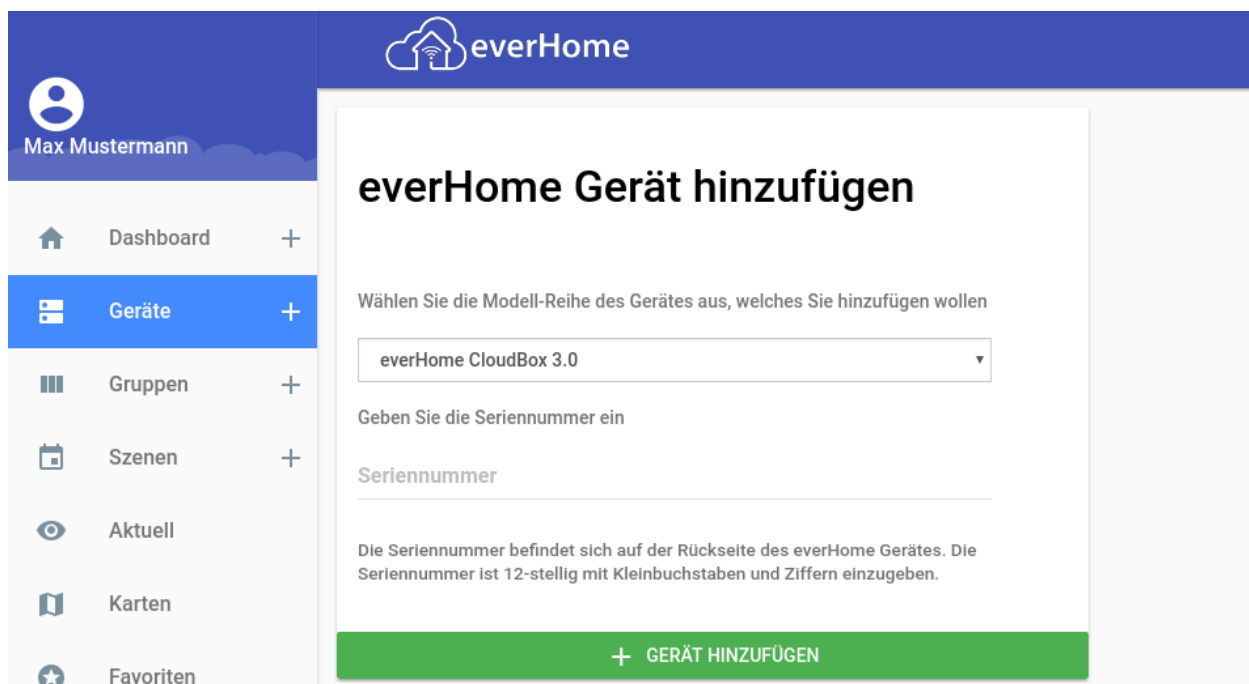 everHome
Max Mustermann
Dashboard
Geräte
Gruppen
Szenen
Aktuell
Karten
Favoriten
everHome Gerät hinzufügen
Wählen Sie die Modell-Reihe des Gerätes aus, welches Sie hinzufügen wollen
everHome CloudBox 3.0
Geben Sie die Seriennummer ein
Seriennummer
Die Seriennummer befindet sich auf der Rückseite des everHome Gerätes. Die
Seriennummer ist 12-stellig mit Kleinbuchstaben und Ziffern einzugeben.
+ GERÄT HINZUFÜGEN